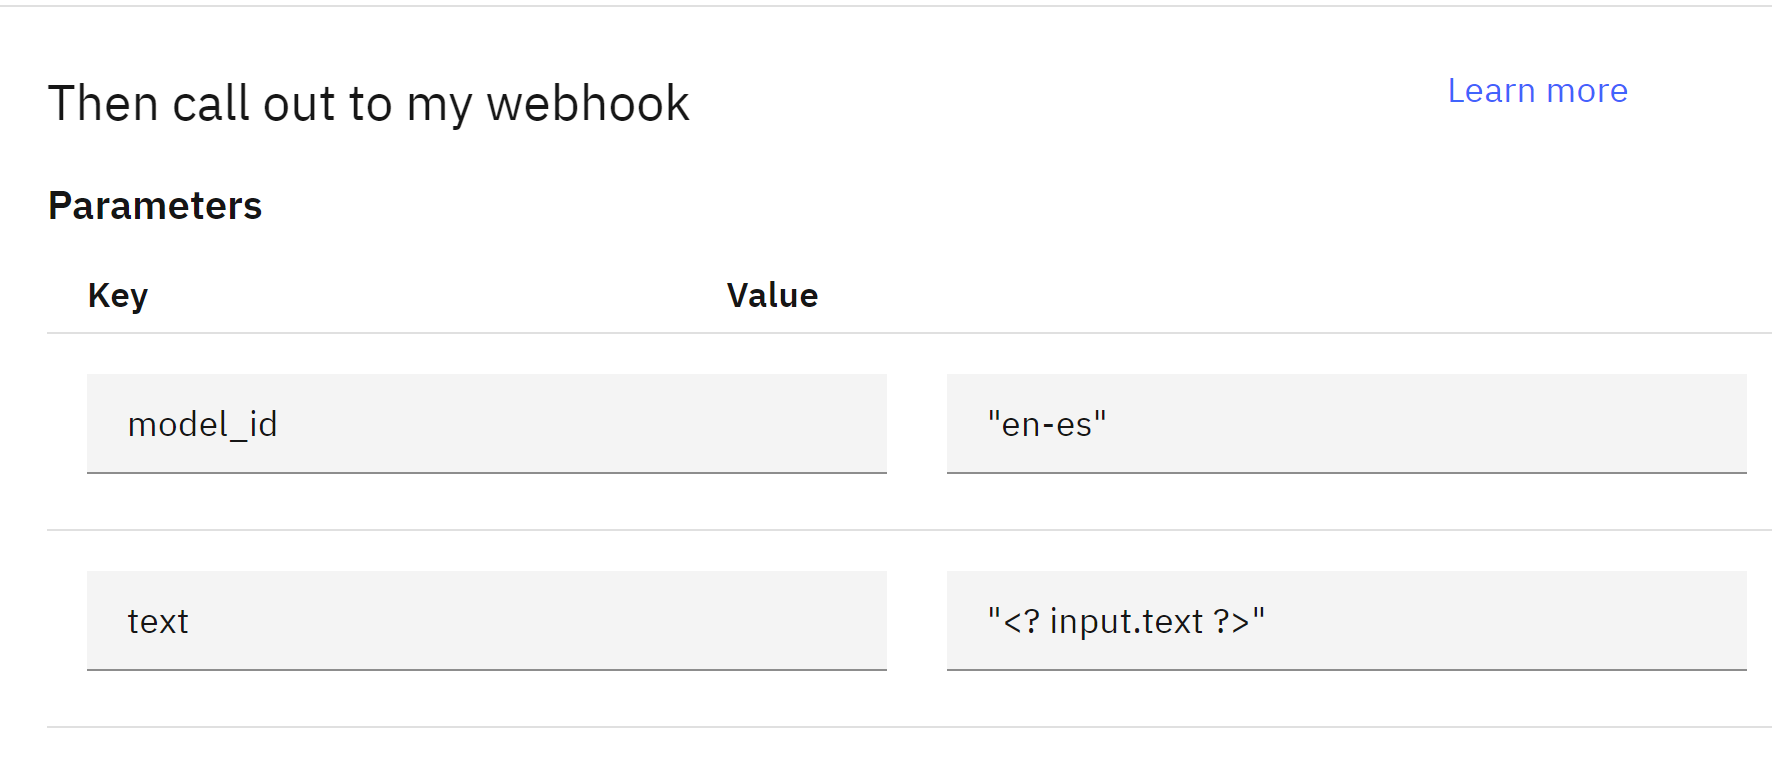 Then call out to my webhook
Learn more
Parameters
Key Value
model_id "en-es"
text "<? input.text ?>"